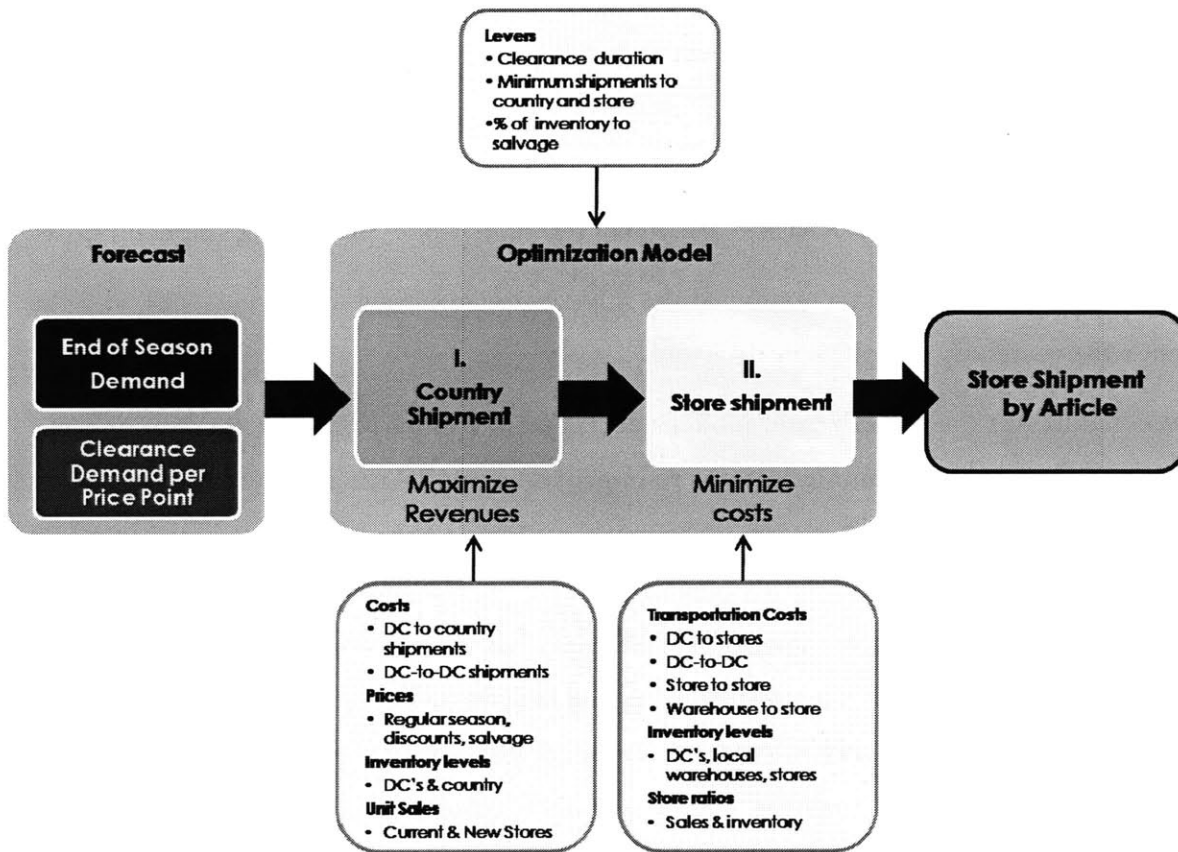 Levers
• Clearance duration
• Minimum shipments to
country and store
•% of inventory to
salvage
Forecast
End of Season
Demand
Clearance
Demand per
Price Point
Optimization Model
I.
Country
Shipment
Maximize
Revenues
II.
Store shipment
Minimize
costs
Store Shipment
by Article
Costs
• DC to country
shipments
• DC-to-DC shipments
Prices
• Regular season,
discounts, salvage
Inventory levels
• DC's & country
Unit Sales
• Current & New Stores
Transportation Costs
• DC to stores
• DC-to-DC
• Store to store
• Warehouse to store
Inventory levels
• DC's, local
warehouses, stores
Store ratios
• Sales & inventory